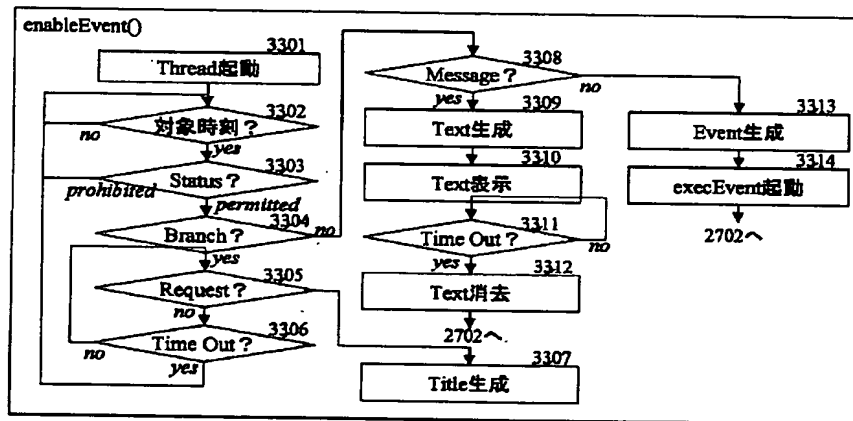 enableEvent()
3301
Thread起動
3302
対象時刻?
no
yes
3303
Status?
prohibited
permitted
3304
Branch?
no
yes
3305
Request?
no
3306
Time Out?
no
yes
3308
Message?
no
yes
3309
Text生成
3310
Text表示
3311
Time Out?
no
yes
3312
Text消去
2702へ
3307
Title生成
3313
Event生成
3314
execEvent起動
2702へ